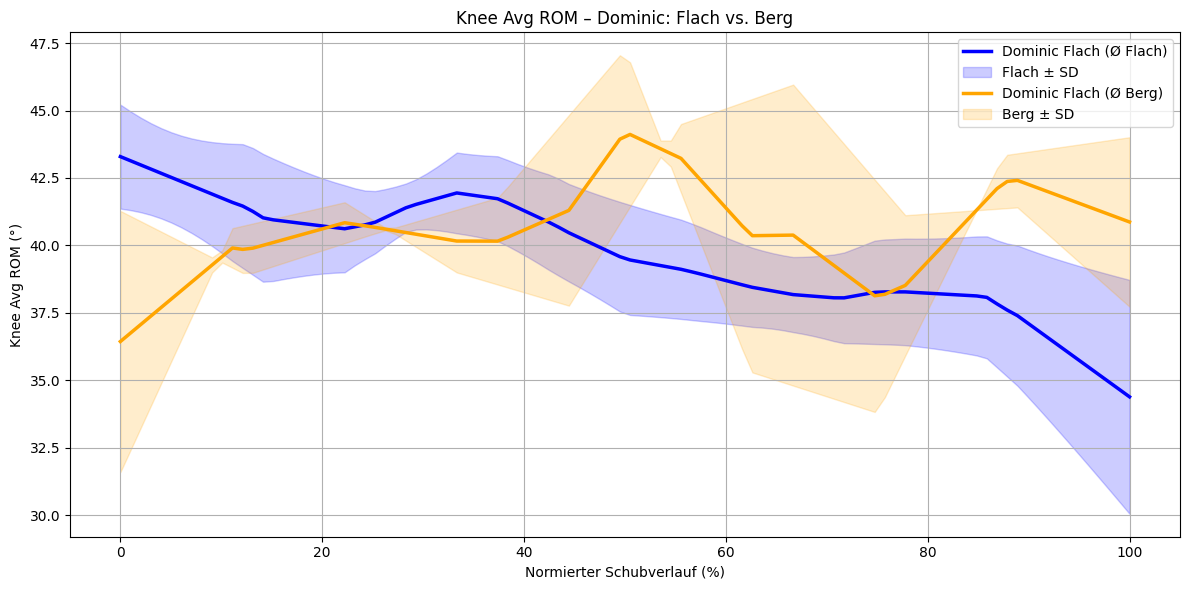 Knee Avg ROM – Dominic: Flach vs. Berg
47.5
45.0
42.5
40.0
37.5
35.0
32.5
30.0
Knee Avg ROM (°)
Dominic Flach (Ø Flach)
Flach ± SD
Dominic Flach (Ø Berg)
Berg ± SD
0
20
40
60
80
100
Normierter Schubverlauf (%)